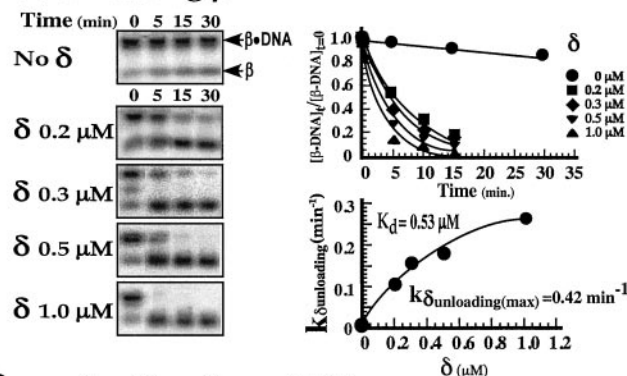 Time (min) 0 5 15 30
No δ
β•DNA
β
0 5 15 30
δ 0.2 μM
δ 0.3 μM
δ 0.5 μM
δ 1.0 μM
[β-DNA]t/[β-DNA]t=0
1.0
0.8
0.6
0.4
0.2
0
0 5 10 15 20 25 30 35
Time (min.)
δ
0 μM
0.2 μM
0.3 μM
0.5 μM
1.0 μM
kδunloading(min⁻¹)
0.3
0.2
0.1
0
Kd = 0.53 μM
kδunloading(max) =0.42 min⁻¹
0 0.2 0.4 0.6 0.8 1.0 1.2
δ (μM)